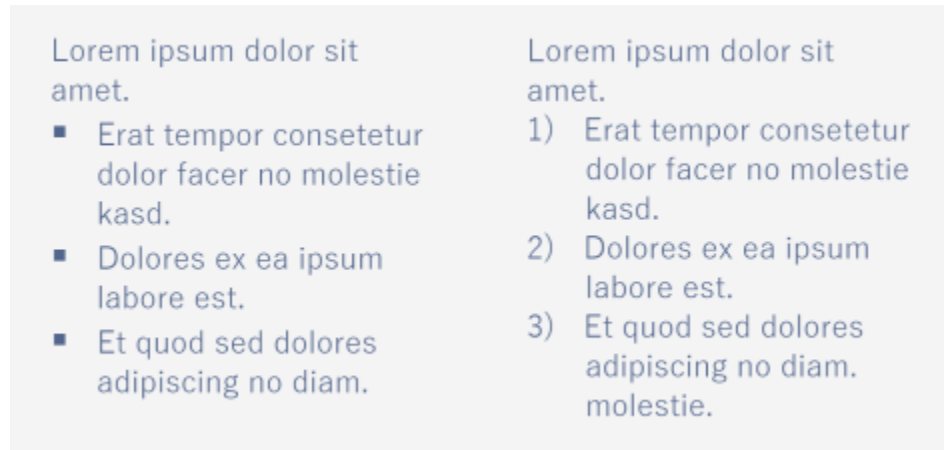 Lorem ipsum dolor sit
amet.
▪ Erat tempor consetetur
dolor facer no molestie
kasd.
▪ Dolores ex ea ipsum
labore est.
▪ Et quod sed dolores
adipiscing no diam.
Lorem ipsum dolor sit
amet.
1) Erat tempor consetetur
dolor facer no molestie
kasd.
2) Dolores ex ea ipsum
labore est.
3) Et quod sed dolores
adipiscing no diam.
molestie.